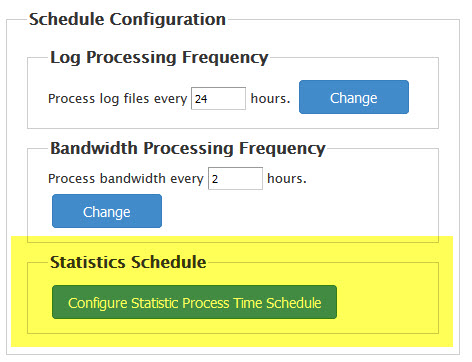 Schedule Configuration
Log Processing Frequency
Process log files every 24 hours. Change
Bandwidth Processing Frequency
Process bandwidth every 2 hours.
Change
Statistics Schedule
Configure Statistic Process Time Schedule